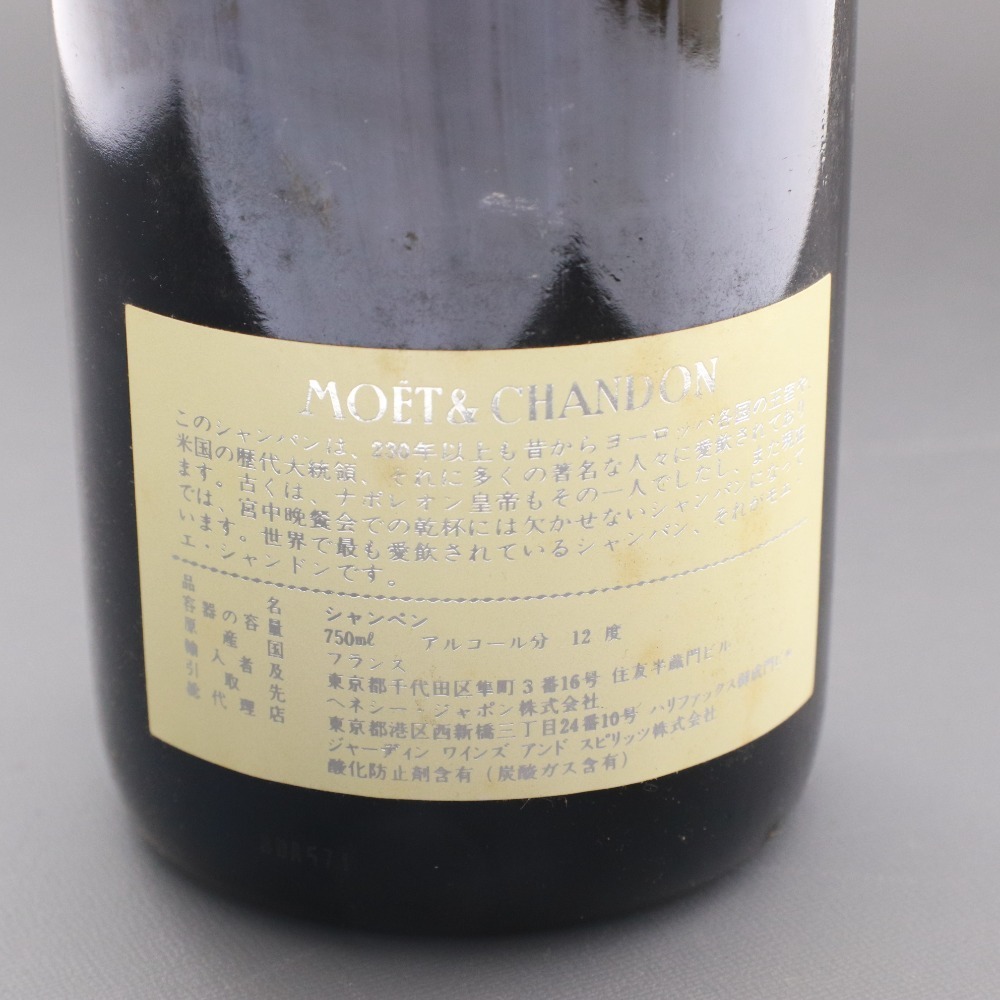 MOËT & CHANDON
このシャンパンは、230年以上も昔からヨーロッパ各国の王室や、
米国の歴代大統領、それに多くの著名な人々に愛飲されており
ます。古くは、ナポレオン皇帝もその一人でしたし、また
では、宮中晩餐会での乾杯には欠かせないシャンパンになって
います。世界で最も愛飲されているシャンパン、それがモエ
エ・シャンドンです。
品名 シャンペン
容器の容量 750ml アルコール分 12度
原産国 フランス
輸入者及 東京都千代田区隼町3番16号 住友半蔵門ビル
引取先 ヘネシー・ジャポン株式会社
総代理店 東京都港区西新橋三丁目24番10号 ハリファックス御成門ビル
ジャーディン ワインズ アンド スピリッツ株式会社
酸化防止剤含有(炭酸ガス含有)